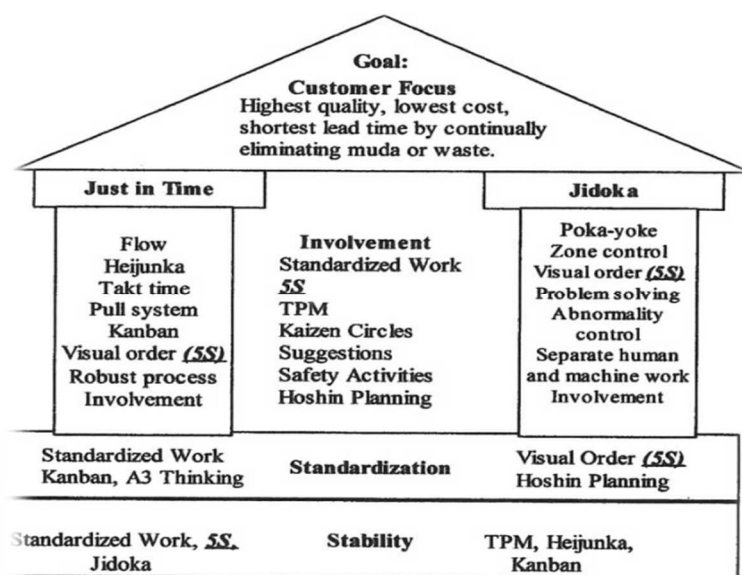 Goal:
Customer Focus
Highest quality, lowest cost,
shortest lead time by continually
eliminating muda or waste.
Just in Time
Flow
Heijunka
Takt time
Pull system
Kanban
Visual order (5S)
Robust process
Involvement
Involvement
Standardized Work
5S
TPM
Kaizen Circles
Suggestions
Safety Activities
Hoshin Planning
Jidoka
Poka-yoke
Zone control
Visual order (5S)
Problem solving
Abnormality
control
Separate human
and machine work
Involvement
Standardized Work
Kanban, A3 Thinking
Standardization
Visual Order (5S)
Hoshin Planning
Standardized Work, 5S,
Jidoka
Stability
TPM, Heijunka,
Kanban